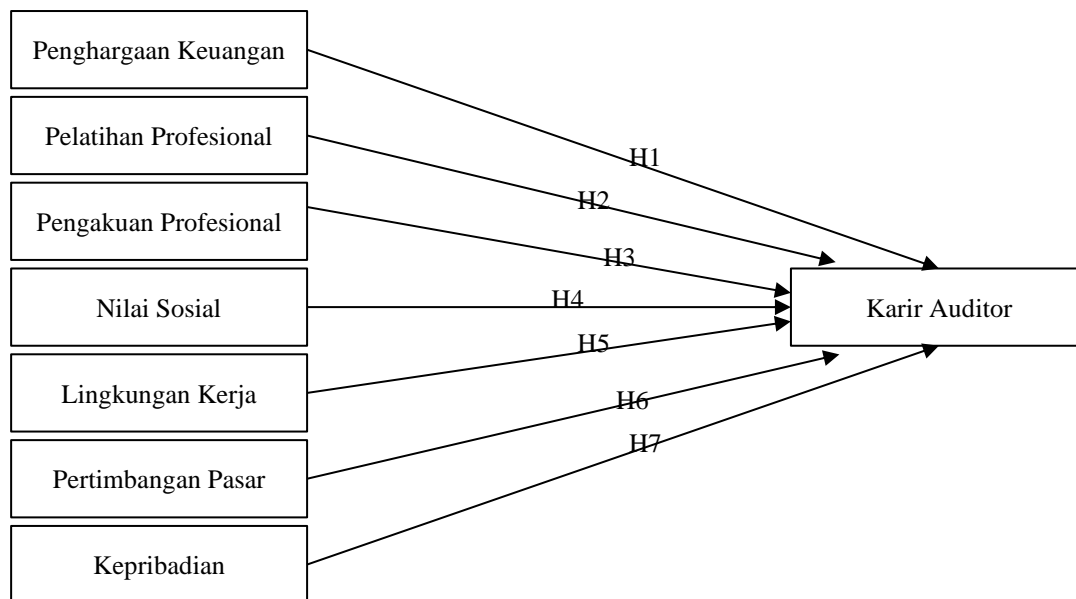 Penghargaan Keuangan
Pelatihan Profesional
Pengakuan Profesional
Nilai Sosial
Lingkungan Kerja
Pertimbangan Pasar
Kepribadian
H1
H2
H3
H4
H5
H6
H7
Karir Auditor